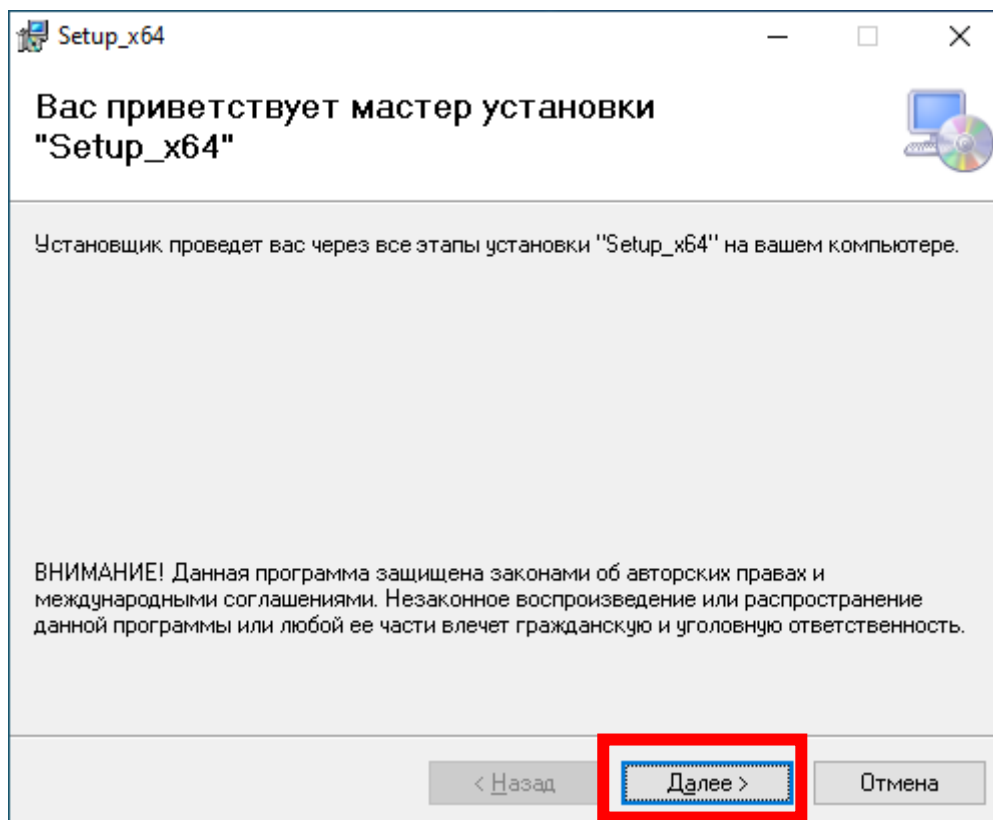 Setup_x64
Вас приветствует мастер установки
"Setup_x64"
Установщик проведет вас через все этапы установки "Setup_x64" на вашем компьютере.
ВНИМАНИЕ! Данная программа защищена законами об авторских правах и
международными соглашениями. Незаконное воспроизведение или распространение
данной программы или любой ее части влечет гражданскую и уголовную ответственность.
< Назад
Далее >
Отмена